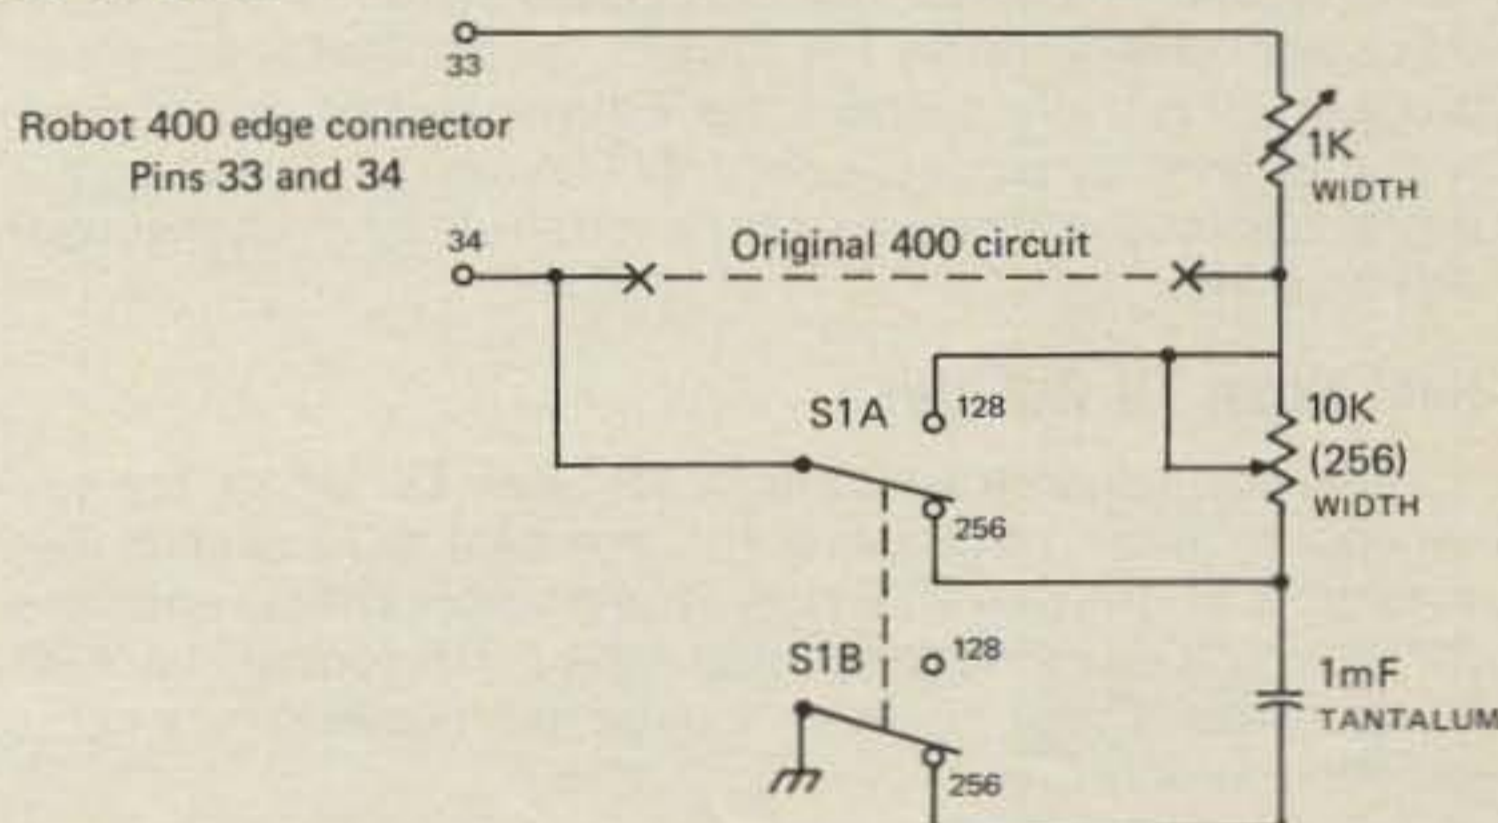 33
Robot 400 edge connector
Pins 33 and 34
1K
WIDTH
34
Original 400 circuit
S1A
128
10K
(256)
WIDTH
256
S1B
128
1mF
TANTALUM
256